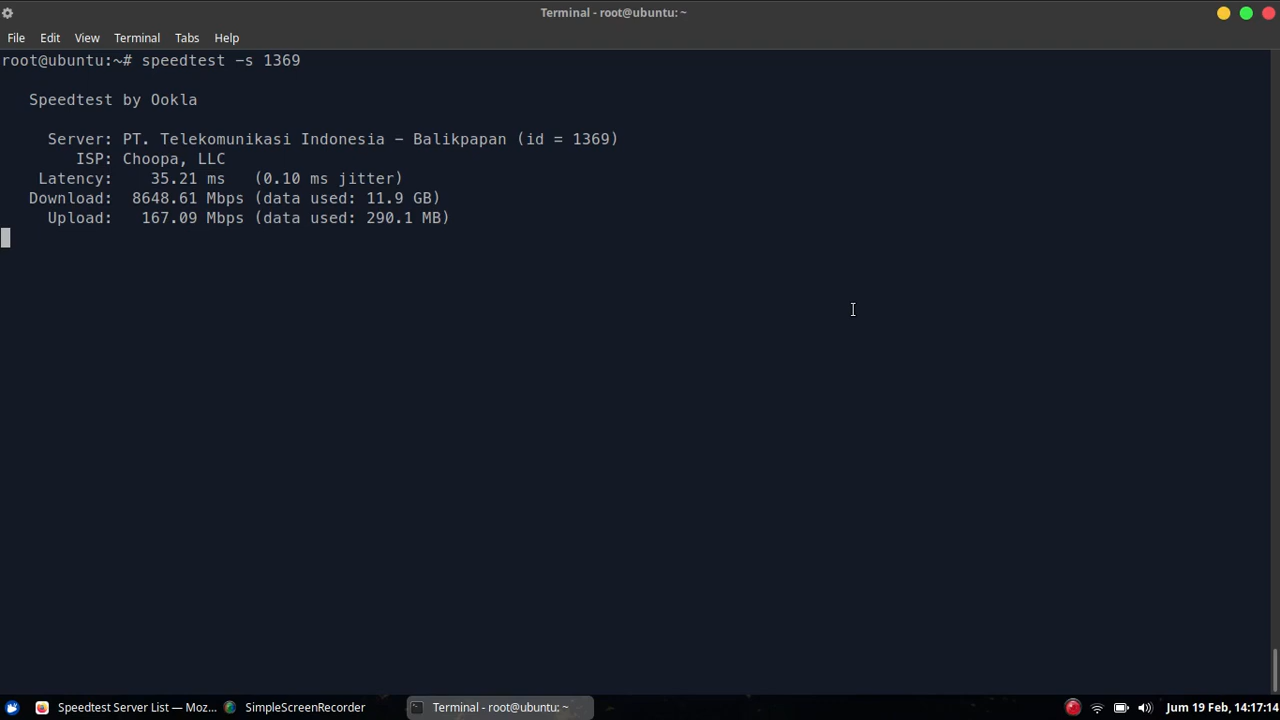 Terminal - root@ubuntu: ~
File Edit View Terminal Tabs Help
root@ubuntu:~# speedtest -s 1369
Speedtest by Ookla
Server: PT. Telekomunikasi Indonesia - Balikpapan (id = 1369)
ISP: Choopa, LLC
Latency: 35.21 ms (0.10 ms jitter)
Download: 8648.61 Mbps (data used: 11.9 GB)
Upload: 167.09 Mbps (data used: 290.1 MB)
Speedtest Server List — Moz... SimpleScreenRecorder Terminal - root@ubuntu: ~ Jum 19 Feb, 14:17:14